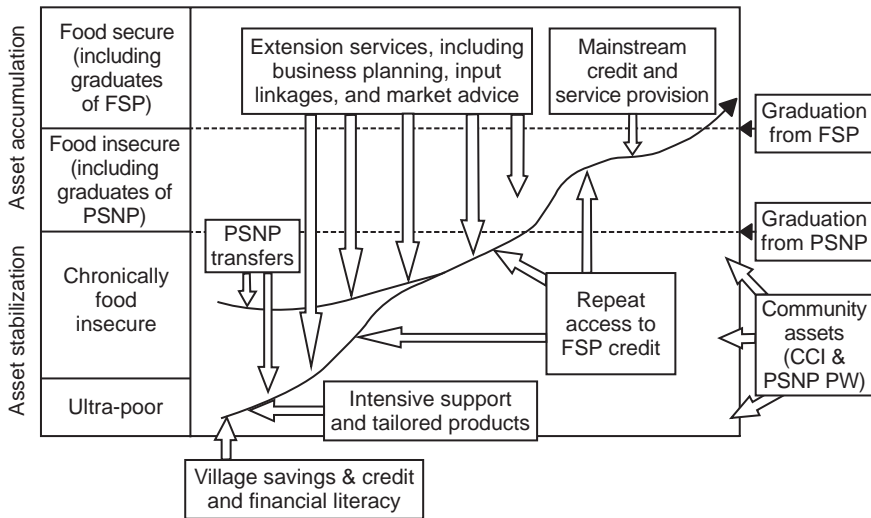 Asset accumulation
Asset stabilization
Food secure
(including
graduates
of FSP)
Food insecure
(including
graduates of
PSNP)
Chronically
food
insecure
Ultra-poor
Extension services, including
business planning, input
linkages, and market advice
Mainstream
credit and
service provision
PSNP
transfers
Repeat
access to
FSP credit
Intensive support
and tailored products
Village savings & credit
and financial literacy
Graduation
from FSP
Graduation
from PSNP
Community
assets
(CCI &
PSNP PW)